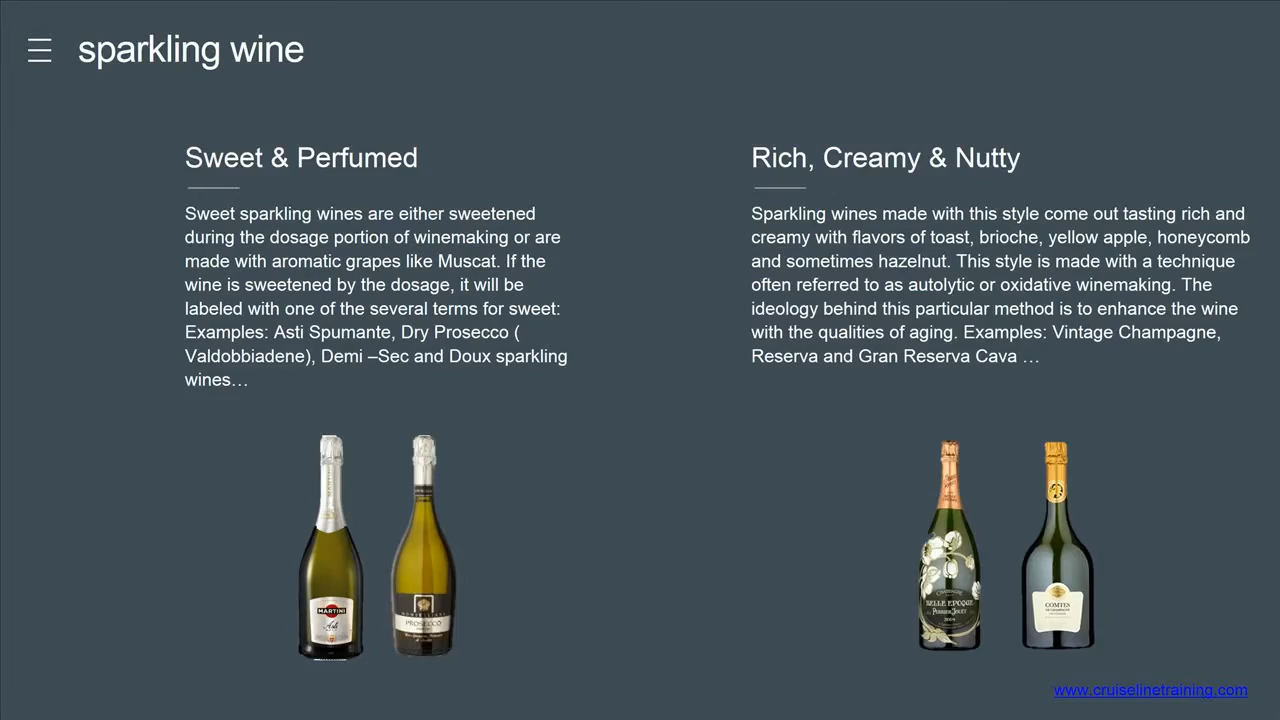 sparkling wine
Sweet & Perfumed
Sweet sparkling wines are either sweetened
during the dosage portion of winemaking or are
made with aromatic grapes like Muscat. If the
wine is sweetened by the dosage, it will be
labeled with one of the several terms for sweet:
Examples: Asti Spumante, Dry Prosecco (
Valdobbiadene), Demi –Sec and Doux sparkling
wines…
Rich, Creamy & Nutty
Sparkling wines made with this style come out tasting rich and
creamy with flavors of toast, brioche, yellow apple, honeycomb
and sometimes hazelnut. This style is made with a technique
often referred to as autolytic or oxidative winemaking. The
ideology behind this particular method is to enhance the wine
with the qualities of aging. Examples: Vintage Champagne,
Reserva and Gran Reserva Cava …
MARTINI
Asti
PROSECCO
CHAMPAGNE
BELLE EPOQUE
PERRIER-JOUET
2004
COMTES
DE CHAMPAGNE
www.cruiselinetraining.com